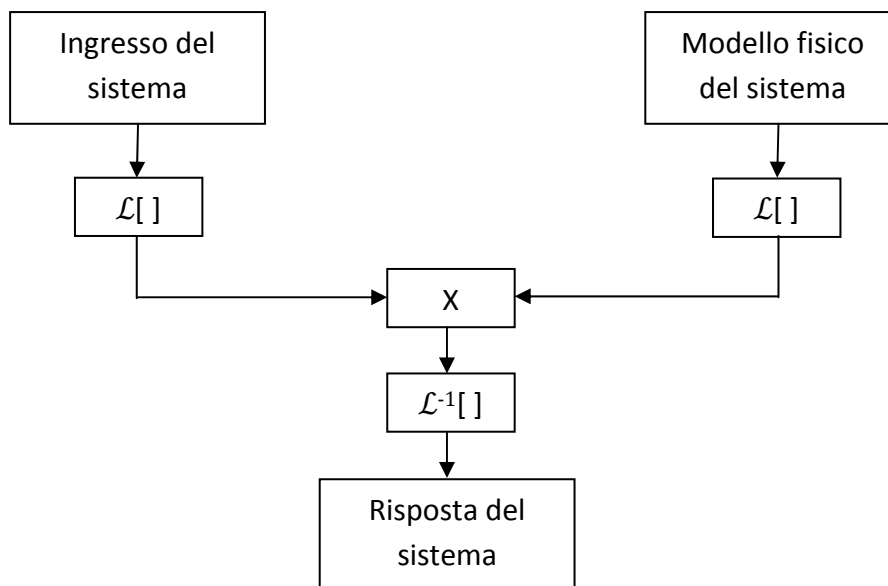 Ingresso del
sistema
Modello fisico
del sistema
ℒ[ ]
ℒ[ ]
X
ℒ⁻¹[ ]
Risposta del
sistema